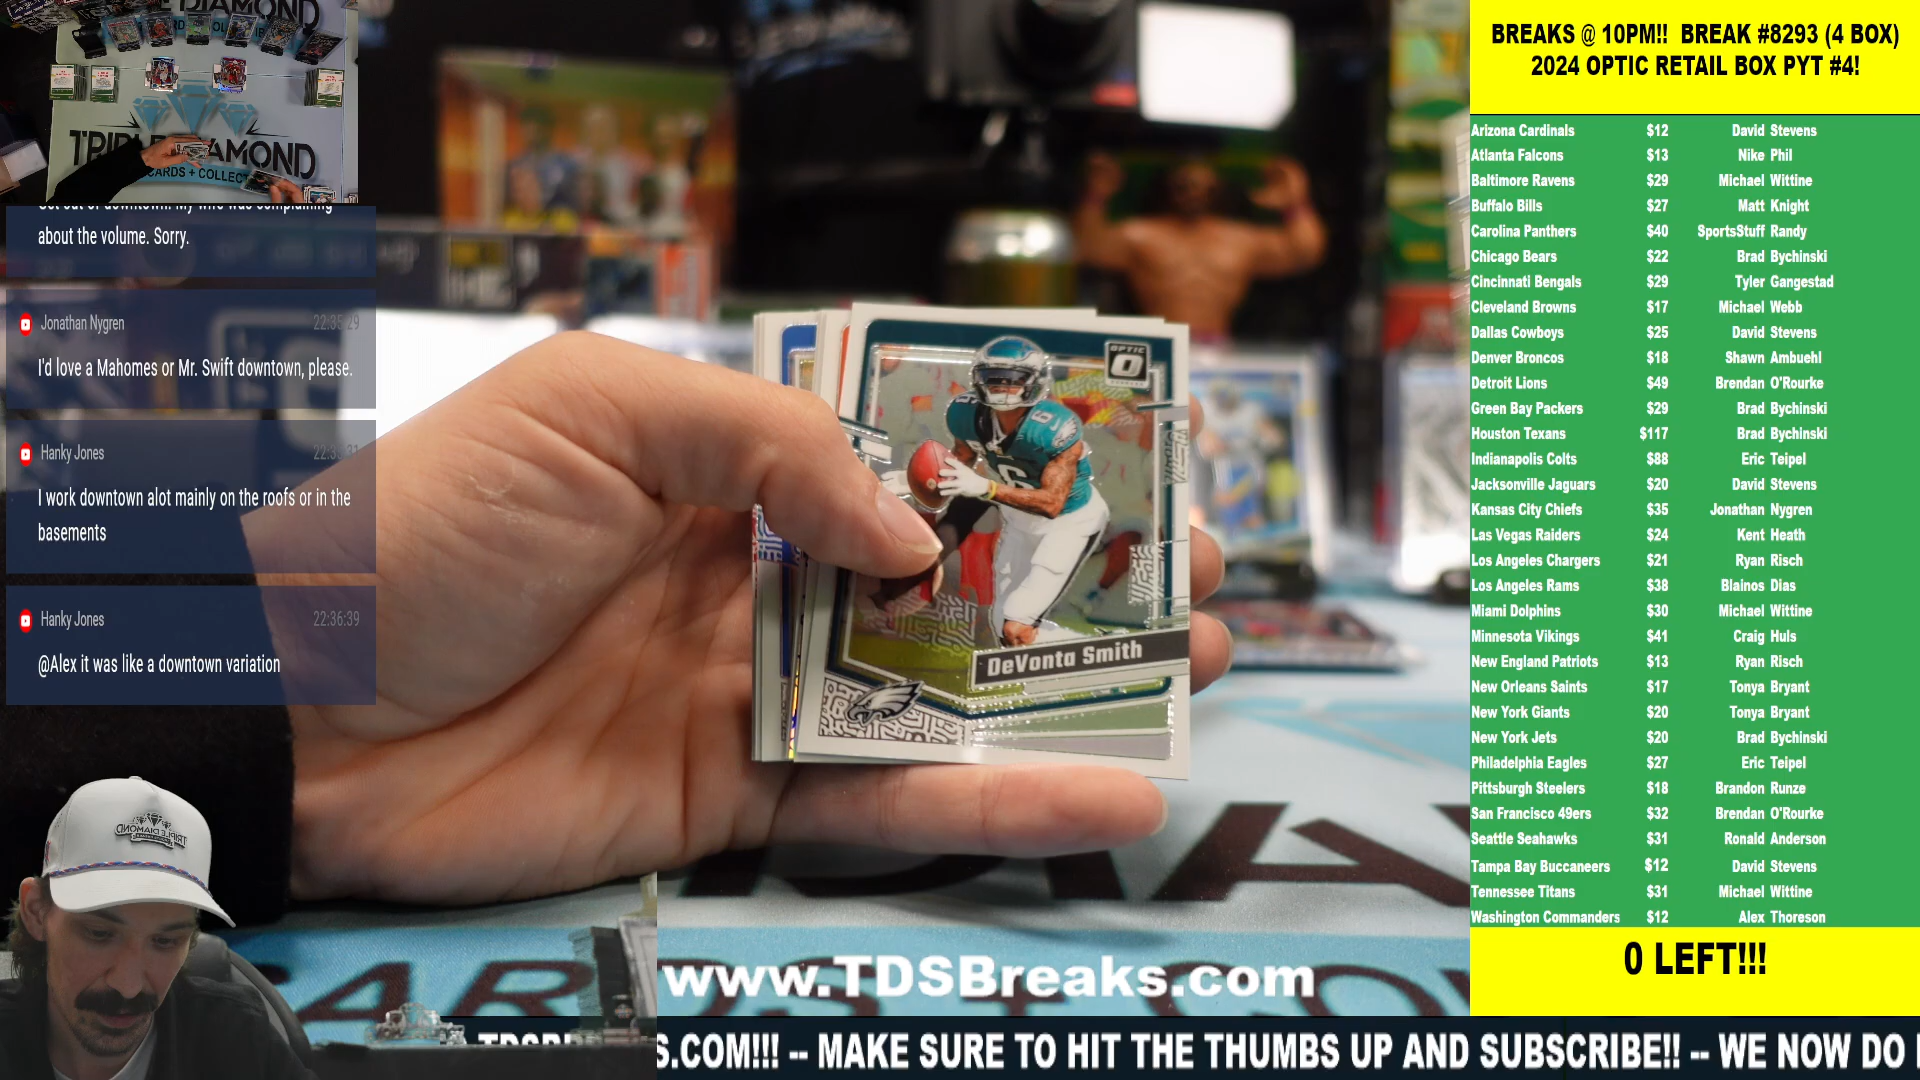 BREAKS @ 10PM!! BREAK #8293 (4 BOX)
2024 OPTIC RETAIL BOX PYT #4!
Arizona Cardinals $12 David Stevens
Atlanta Falcons $13 Nike Phil
Baltimore Ravens $29 Michael Wittine
Buffalo Bills $27 Matt Knight
Carolina Panthers $40 SportsStuff Randy
Chicago Bears $22 Brad Bychinski
Cincinnati Bengals $29 Tyler Gangestad
Cleveland Browns $17 Michael Webb
Dallas Cowboys $25 David Stevens
Denver Broncos $18 Shawn Ambuehl
Detroit Lions $49 Brendan O'Rourke
Green Bay Packers $29 Brad Bychinski
Houston Texans $117 Brad Bychinski
Indianapolis Colts $88 Eric Teipel
Jacksonville Jaguars $20 David Stevens
Kansas City Chiefs $35 Jonathan Nygren
Las Vegas Raiders $24 Kent Heath
Los Angeles Chargers $21 Ryan Risch
Los Angeles Rams $38 Blainos Dias
Miami Dolphins $30 Michael Wittine
Minnesota Vikings $41 Craig Huls
New England Patriots $13 Ryan Risch
New Orleans Saints $17 Tonya Bryant
New York Giants $20 Tonya Bryant
New York Jets $20 Brad Bychinski
Philadelphia Eagles $27 Eric Teipel
Pittsburgh Steelers $18 Brandon Runze
San Francisco 49ers $32 Brendan O'Rourke
Seattle Seahawks $31 Ronald Anderson
Tampa Bay Buccaneers $12 David Stevens
Tennessee Titans $31 Michael Wittine
Washington Commanders $12 Alex Thoreson
0 LEFT!!!
TRIPLE DIAMOND
CARDS + COLLEC
about the volume. Sorry.
Jonathan Nygren 22:35:29
I'd love a Mahomes or Mr. Swift downtown, please.
Hanky Jones
I work downtown alot mainly on the roofs or in the
basements
Hanky Jones 22:36:39
@Alex it was like a downtown variation
OPTIC
DeVonta Smith
6
www.TDSBreaks.com
S.COM!!! -- MAKE SURE TO HIT THE THUMBS UP AND SUBSCRIBE!! -- WE NOW DO